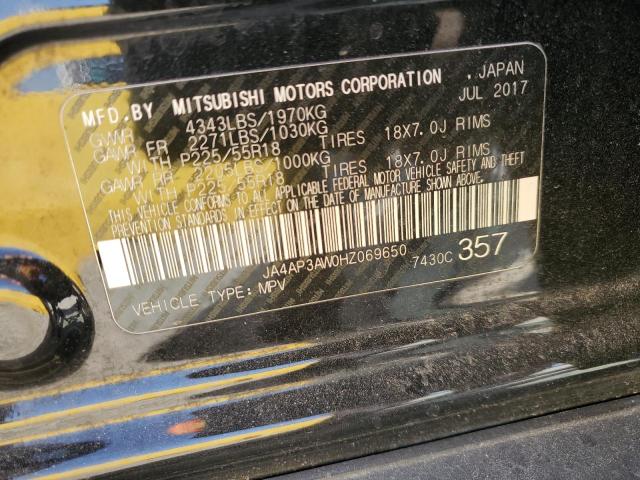 MFD.BY MITSUBISHI MOTORS CORPORATION , JAPAN
GVWR 4343LBS/1970KG JUL 2017
GAWR FR 2271LBS/1030KG TIRES
WITH P225/55R18 18X7.0J RIMS
GAWR RR 2205LBS/1000KG TIRES
WITH P225/55R18 18X7.0J RIMS
THIS VEHICLE CONFORMS TO ALL APPLICABLE FEDERAL MOTOR VEHICLE SAFETY AND THEFT PREVENTION
STANDARDS IN EFFECT ON THE DATE OF MANUFACTURE SHOWN ABOVE.
JA4AP3AW0HZ069650
VEHICLE TYPE: MPV 7430C 357